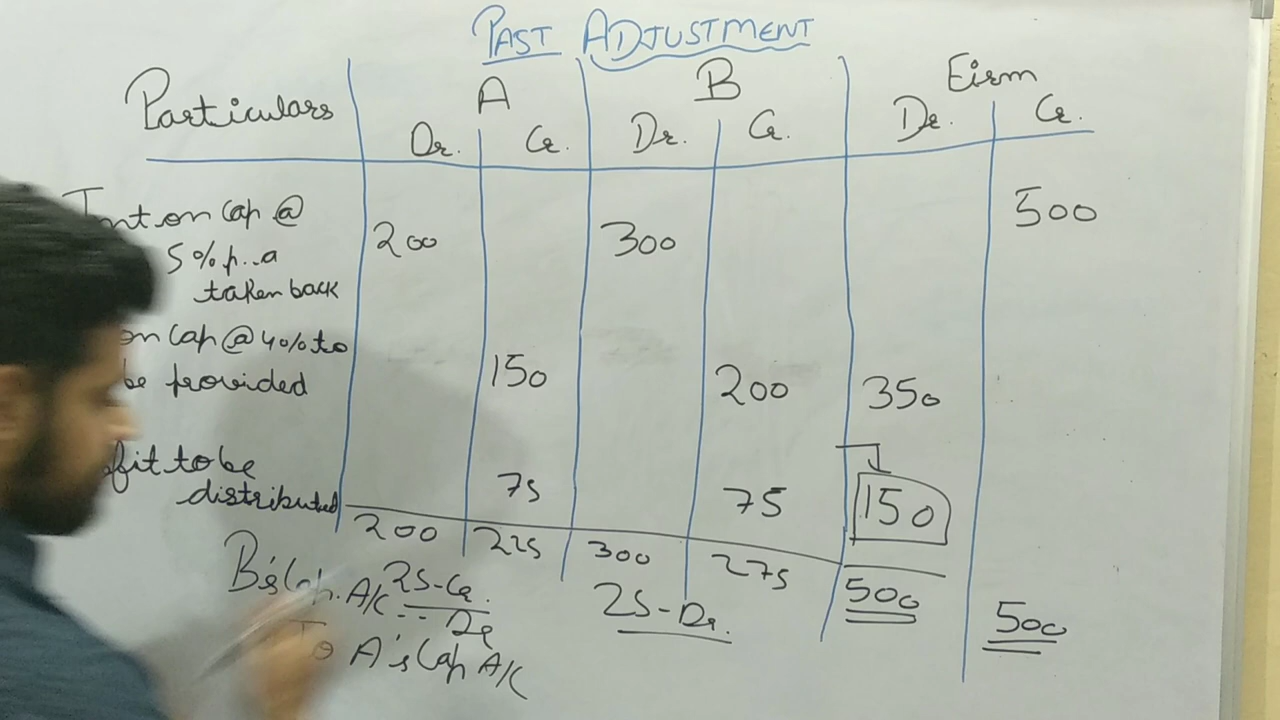 PAST ADJUSTMENT
Particulars A B Firm
Dr. Cr. Dr. Cr. Dr. Cr.
Int on Cap @ 500
5% p..a 200 300
taken back
on Cap @ 4% to
be provided 150 200 350
fit to be
distributed 75 75 150
200 225 300 275 500 500
25-Cr. 25-Dr.
B's Cap. A/C -- Dr
To A's Cap A/C